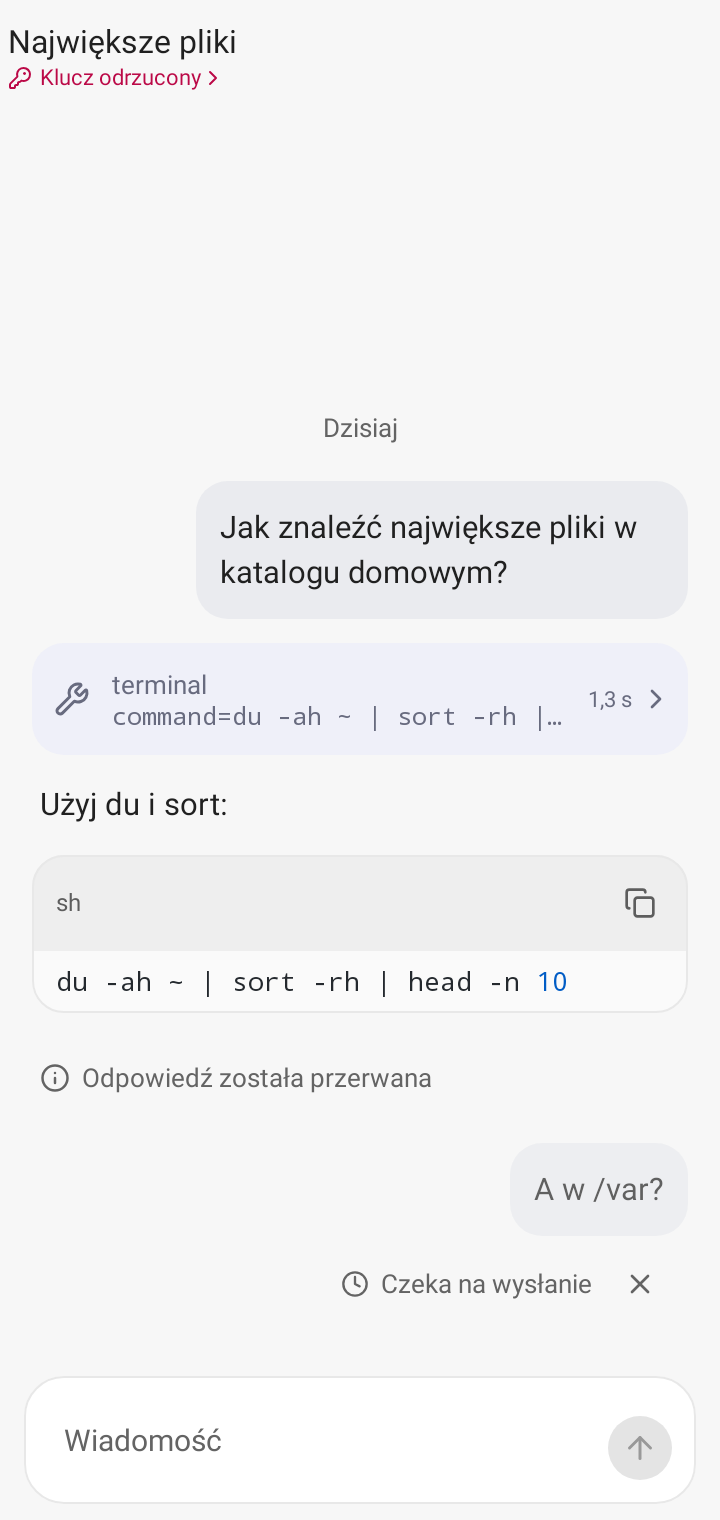 Największe pliki
Klucz odrzucony
Dzisiaj
Jak znaleźć największe pliki w
katalogu domowym?
terminal
command=du -ah ~ | sort -rh |…
1,3 s
Użyj du i sort:
sh
du -ah ~ | sort -rh | head -n 10
Odpowiedź została przerwana
A w /var?
Czeka na wysłanie
Wiadomość